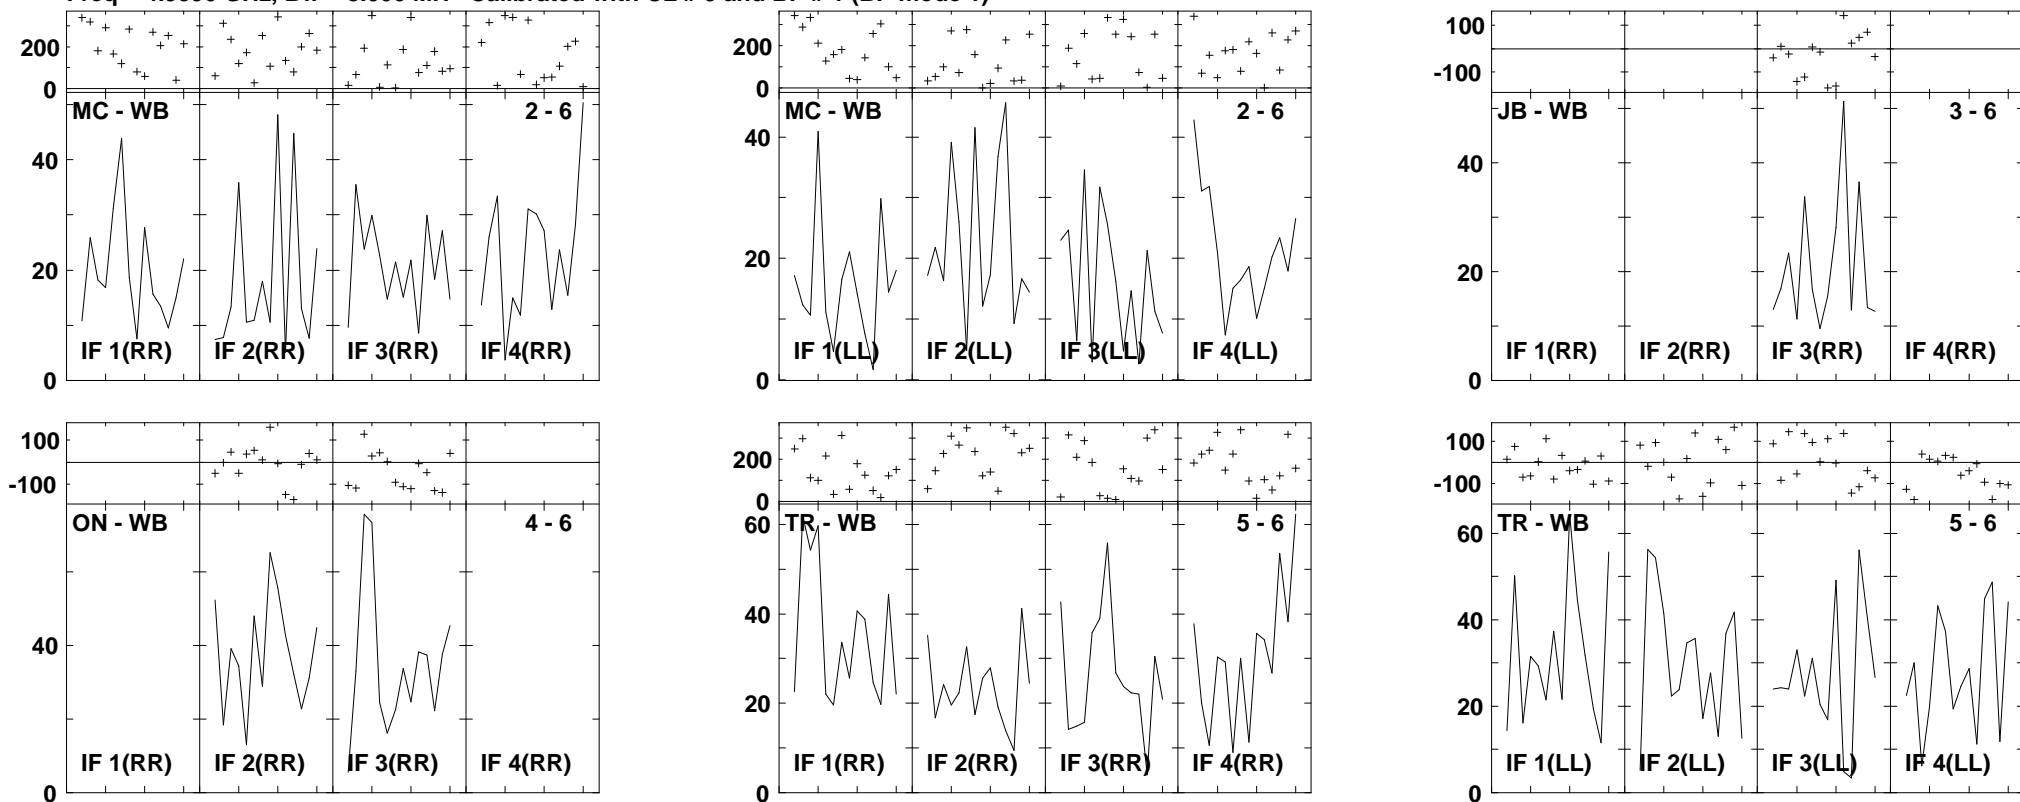 200
0
MC - WB 2 - 6
40
20
0
IF 1(RR) IF 2(RR) IF 3(RR) IF 4(RR)
200
0
MC - WB 2 - 6
40
20
0
IF 1(LL) IF 2(LL) IF 3(LL) IF 4(LL)
100
-100
JB - WB 3 - 6
40
20
0
IF 1(RR) IF 2(RR) IF 3(RR) IF 4(RR)
100
-100
ON - WB 4 - 6
40
0
IF 1(RR) IF 2(RR) IF 3(RR) IF 4(RR)
200
0
TR - WB 5 - 6
60
40
20
0
IF 1(RR) IF 2(RR) IF 3(RR) IF 4(RR)
100
-100
TR - WB 5 - 6
60
40
20
0
IF 1(LL) IF 2(LL) IF 3(LL) IF 4(LL)